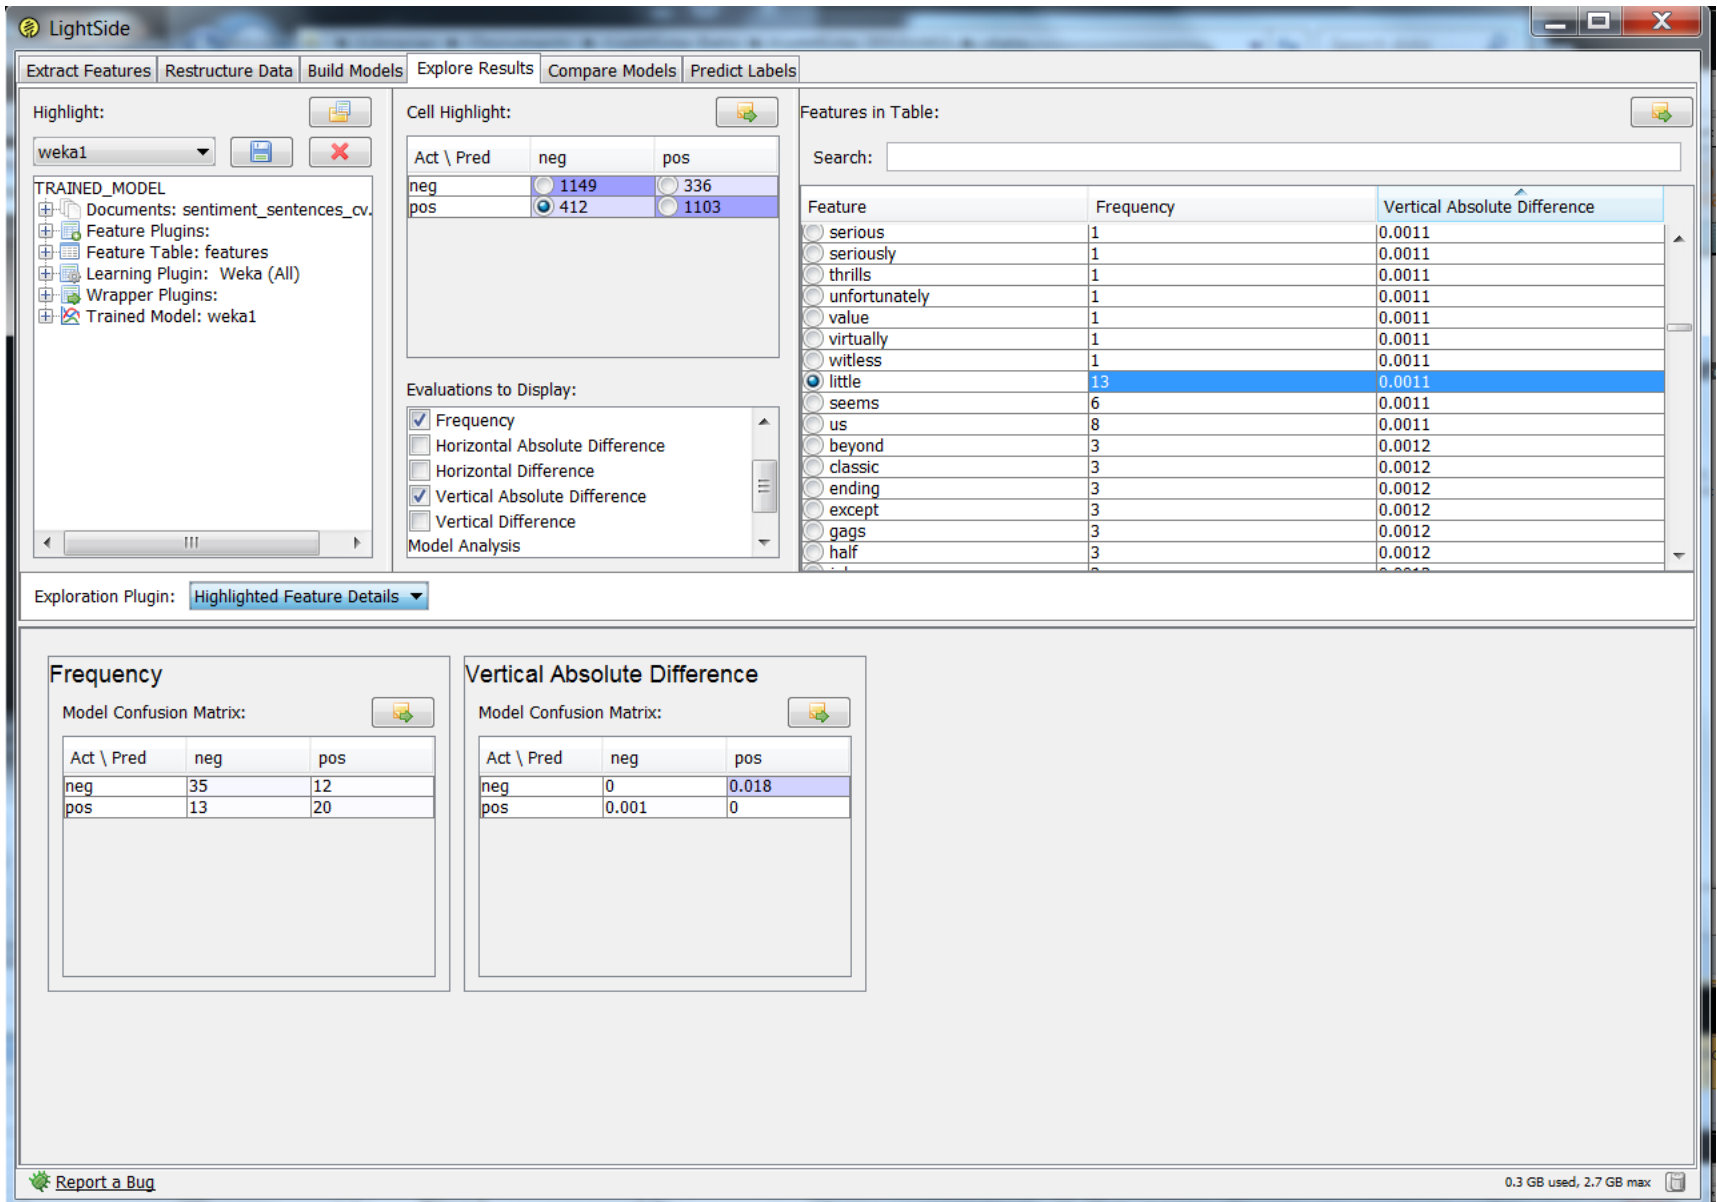 LightSide
Extract Features Restructure Data Build Models Explore Results Compare Models Predict Labels
Highlight:
weka1
TRAINED_MODEL
Documents: sentiment_sentences_cv.
Feature Plugins:
Feature Table: features
Learning Plugin: Weka (All)
Wrapper Plugins:
Trained Model: weka1
Cell Highlight:
Act \ Pred neg pos
neg 1149 336
pos 412 1103
Evaluations to Display:
Frequency
Horizontal Absolute Difference
Horizontal Difference
Vertical Absolute Difference
Vertical Difference
Model Analysis
Features in Table:
Search:
Feature Frequency Vertical Absolute Difference
serious 1 0.0011
seriously 1 0.0011
thrills 1 0.0011
unfortunately 1 0.0011
value 1 0.0011
virtually 1 0.0011
witless 1 0.0011
little 13 0.0011
seems 6 0.0011
us 8 0.0011
beyond 3 0.0012
classic 3 0.0012
ending 3 0.0012
except 3 0.0012
gags 3 0.0012
half 3 0.0012
Exploration Plugin: Highlighted Feature Details
Frequency
Model Confusion Matrix:
Act \ Pred neg pos
neg 35 12
pos 13 20
Vertical Absolute Difference
Model Confusion Matrix:
Act \ Pred neg pos
neg 0 0.018
pos 0.001 0
Report a Bug
0.3 GB used, 2.7 GB max